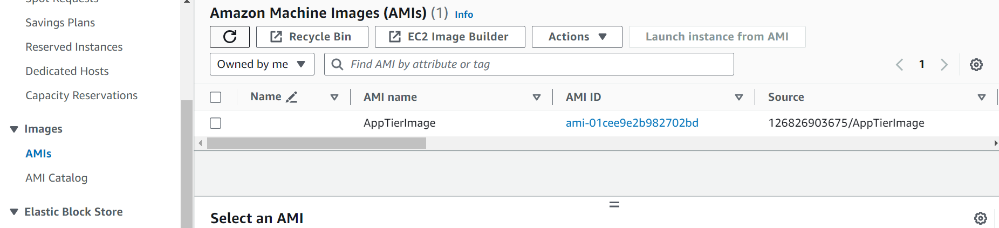 Spot Requests
Savings Plans
Reserved Instances
Dedicated Hosts
Capacity Reservations
Images
AMIs
AMI Catalog
Elastic Block Store
Amazon Machine Images (AMIs) (1) Info
Recycle Bin EC2 Image Builder Actions Launch instance from AMI
Owned by me Find AMI by attribute or tag 1
Name AMI name AMI ID Source
AppTierImage ami-01cee9e2b982702bd 126826903675/AppTierImage
Select an AMI